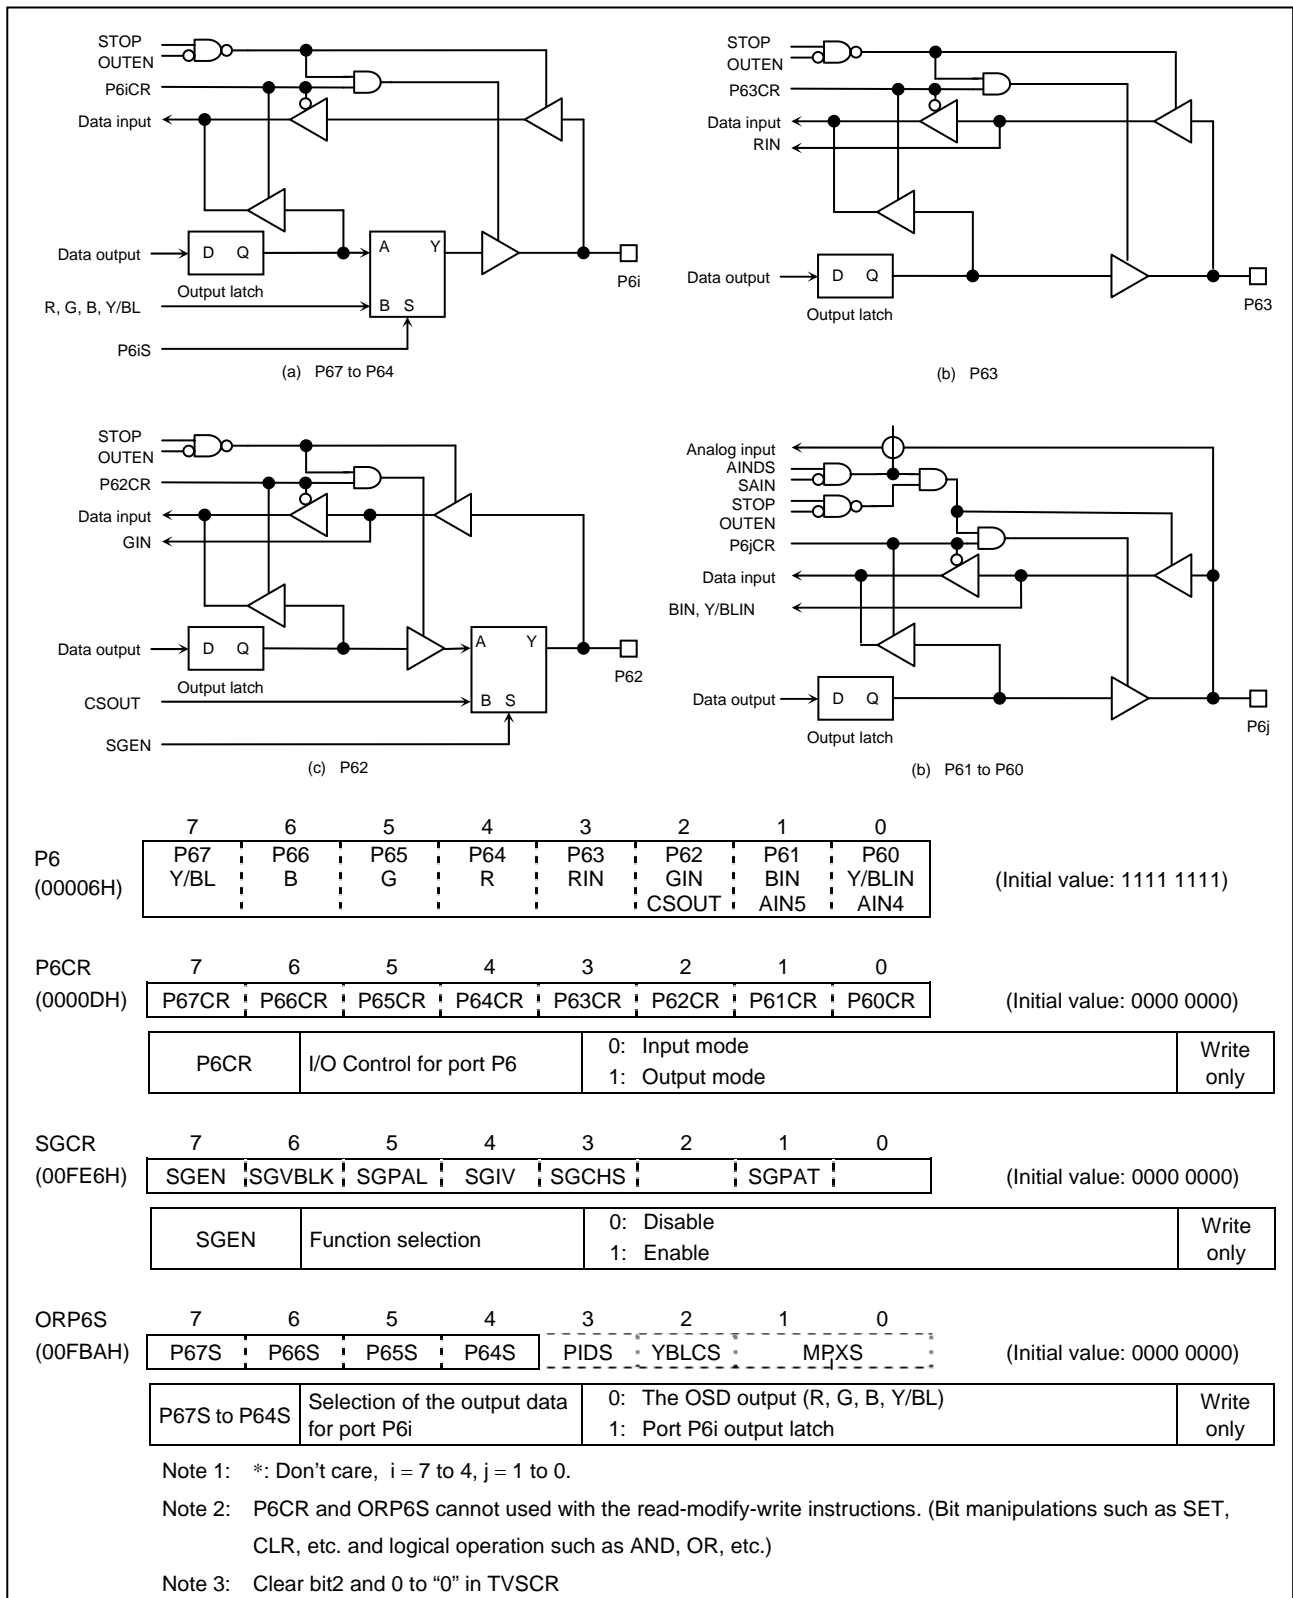 STOP
OUTEN
P6iCR
Data input
Data output
D Q
Output latch
A Y
B S
R, G, B, Y/BL
P6iS
P6i
(a) P67 to P64
STOP
OUTEN
P63CR
Data input
RIN
Data output
D Q
Output latch
P63
(b) P63
STOP
OUTEN
P62CR
Data input
GIN
Data output
D Q
Output latch
A Y
B S
CSOUT
SGEN
P62
(c) P62
Analog input
AINDS
SAIN
STOP
OUTEN
P6jCR
Data input
BIN, Y/BLIN
Data output
D Q
Output latch
P6j
(b) P61 to P60
7 6 5 4 3 2 1 0
P6 P67 P66 P65 P64 P63 P62 P61 P60
(00006H) Y/BL B G R RIN GIN BIN Y/BLIN (Initial value: 1111 1111)
CSOUT AIN5 AIN4
P6CR 7 6 5 4 3 2 1 0
(0000DH) P67CR P66CR P65CR P64CR P63CR P62CR P61CR P60CR (Initial value: 0000 0000)
P6CR I/O Control for port P6 0: Input mode Write
1: Output mode only
SGCR 7 6 5 4 3 2 1 0
(00FE6H) SGEN SGVBLK SGPAL SGIV SGCHS SGPAT (Initial value: 0000 0000)
SGEN Function selection 0: Disable Write
1: Enable only
ORP6S 7 6 5 4 3 2 1 0
(00FBAH) P67S P66S P65S P64S PIDS YBLCS MPXS (Initial value: 0000 0000)
P67S to P64S Selection of the output data 0: The OSD output (R, G, B, Y/BL) Write
for port P6i 1: Port P6i output latch only
Note 1: *: Don't care, i = 7 to 4, j = 1 to 0.
Note 2: P6CR and ORP6S cannot used with the read-modify-write instructions. (Bit manipulations such as SET,
CLR, etc. and logical operation such as AND, OR, etc.)
Note 3: Clear bit2 and 0 to “0” in TVSCR